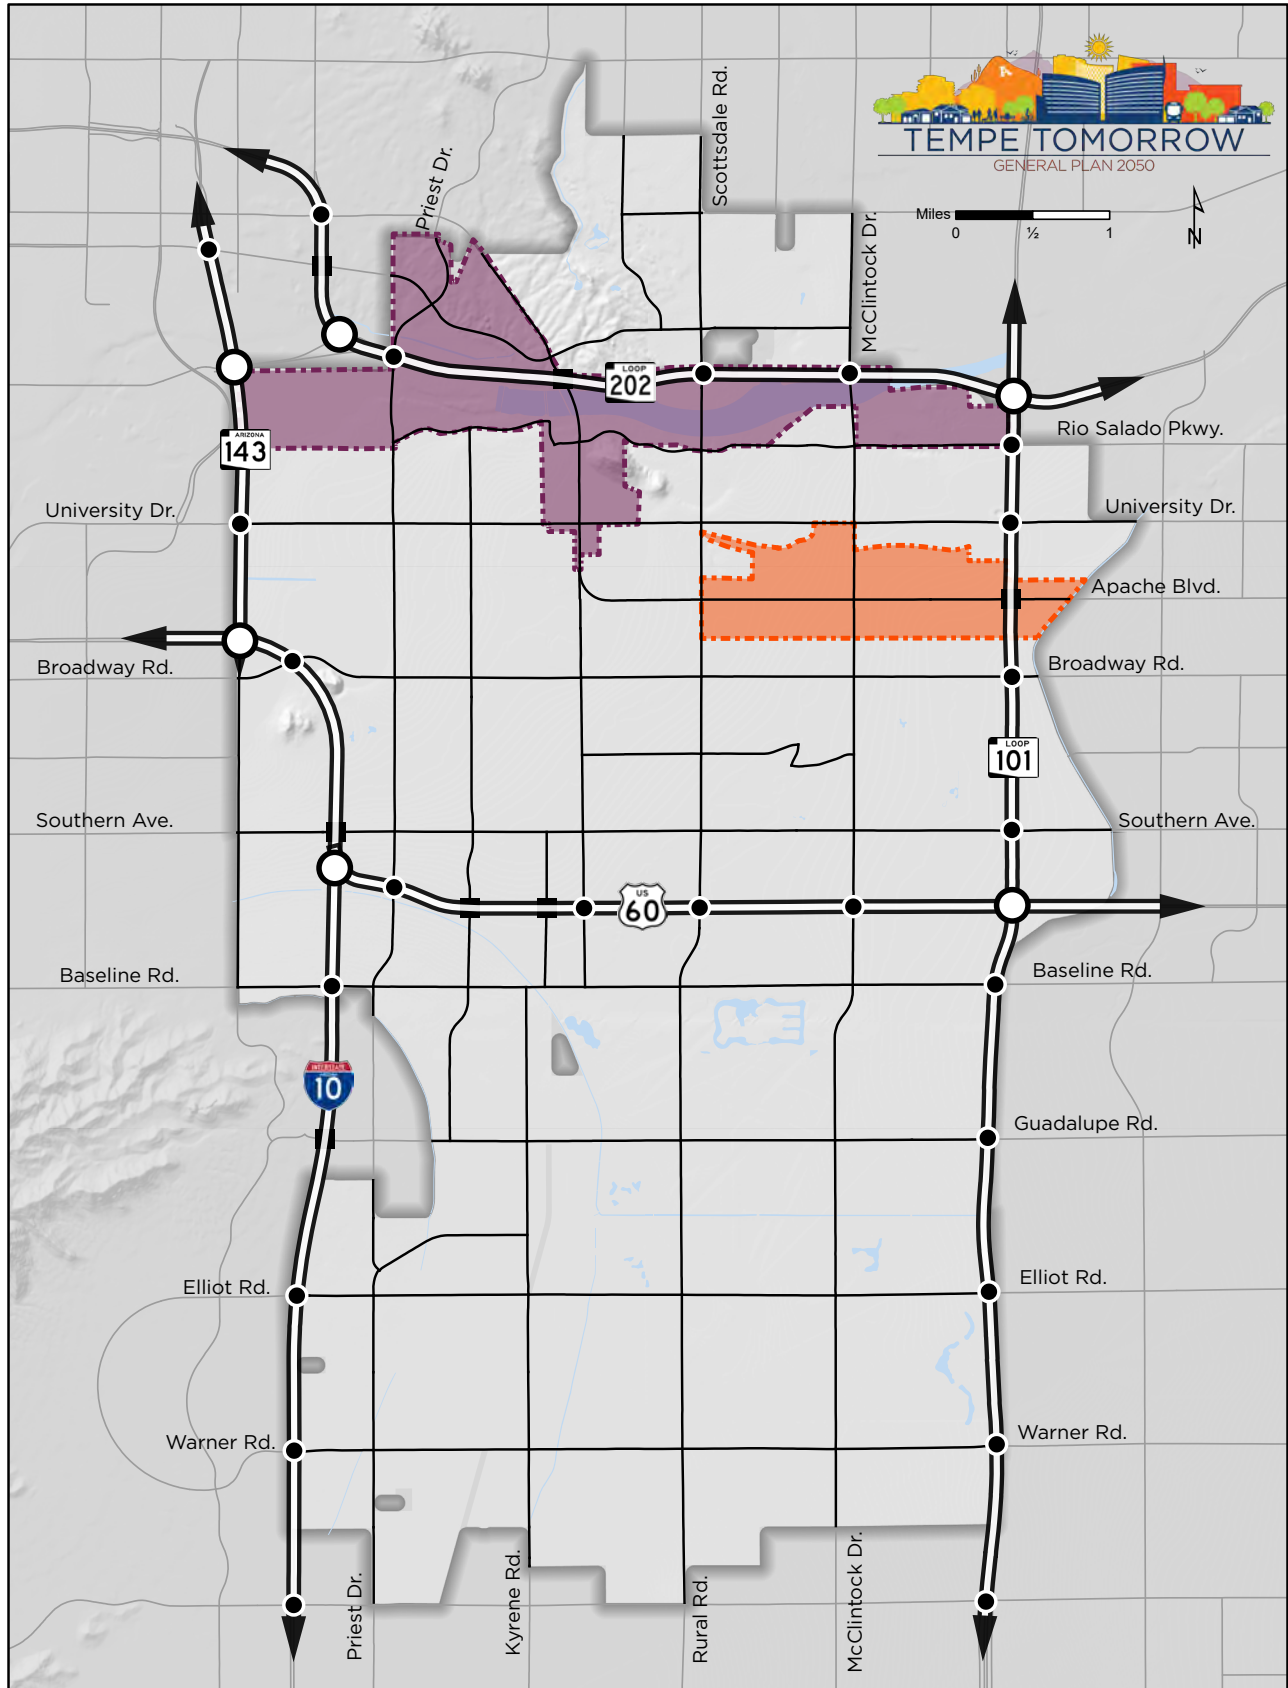 TEMPE TOMORROW
GENERAL PLAN 2050
Scottsdale Rd.
Priest Dr.
McClintock Dr.
Miles
0 ½ 1
N
LOOP
202
ARIZONA
143
Rio Salado Pkwy.
University Dr.
University Dr.
Apache Blvd.
Broadway Rd.
Broadway Rd.
LOOP
101
Southern Ave.
Southern Ave.
US
60
Baseline Rd.
Baseline Rd.
INTERSTATE
10
Guadalupe Rd.
Elliot Rd.
Elliot Rd.
Warner Rd.
Warner Rd.
Priest Dr.
Kyrene Rd.
Rural Rd.
McClintock Dr.